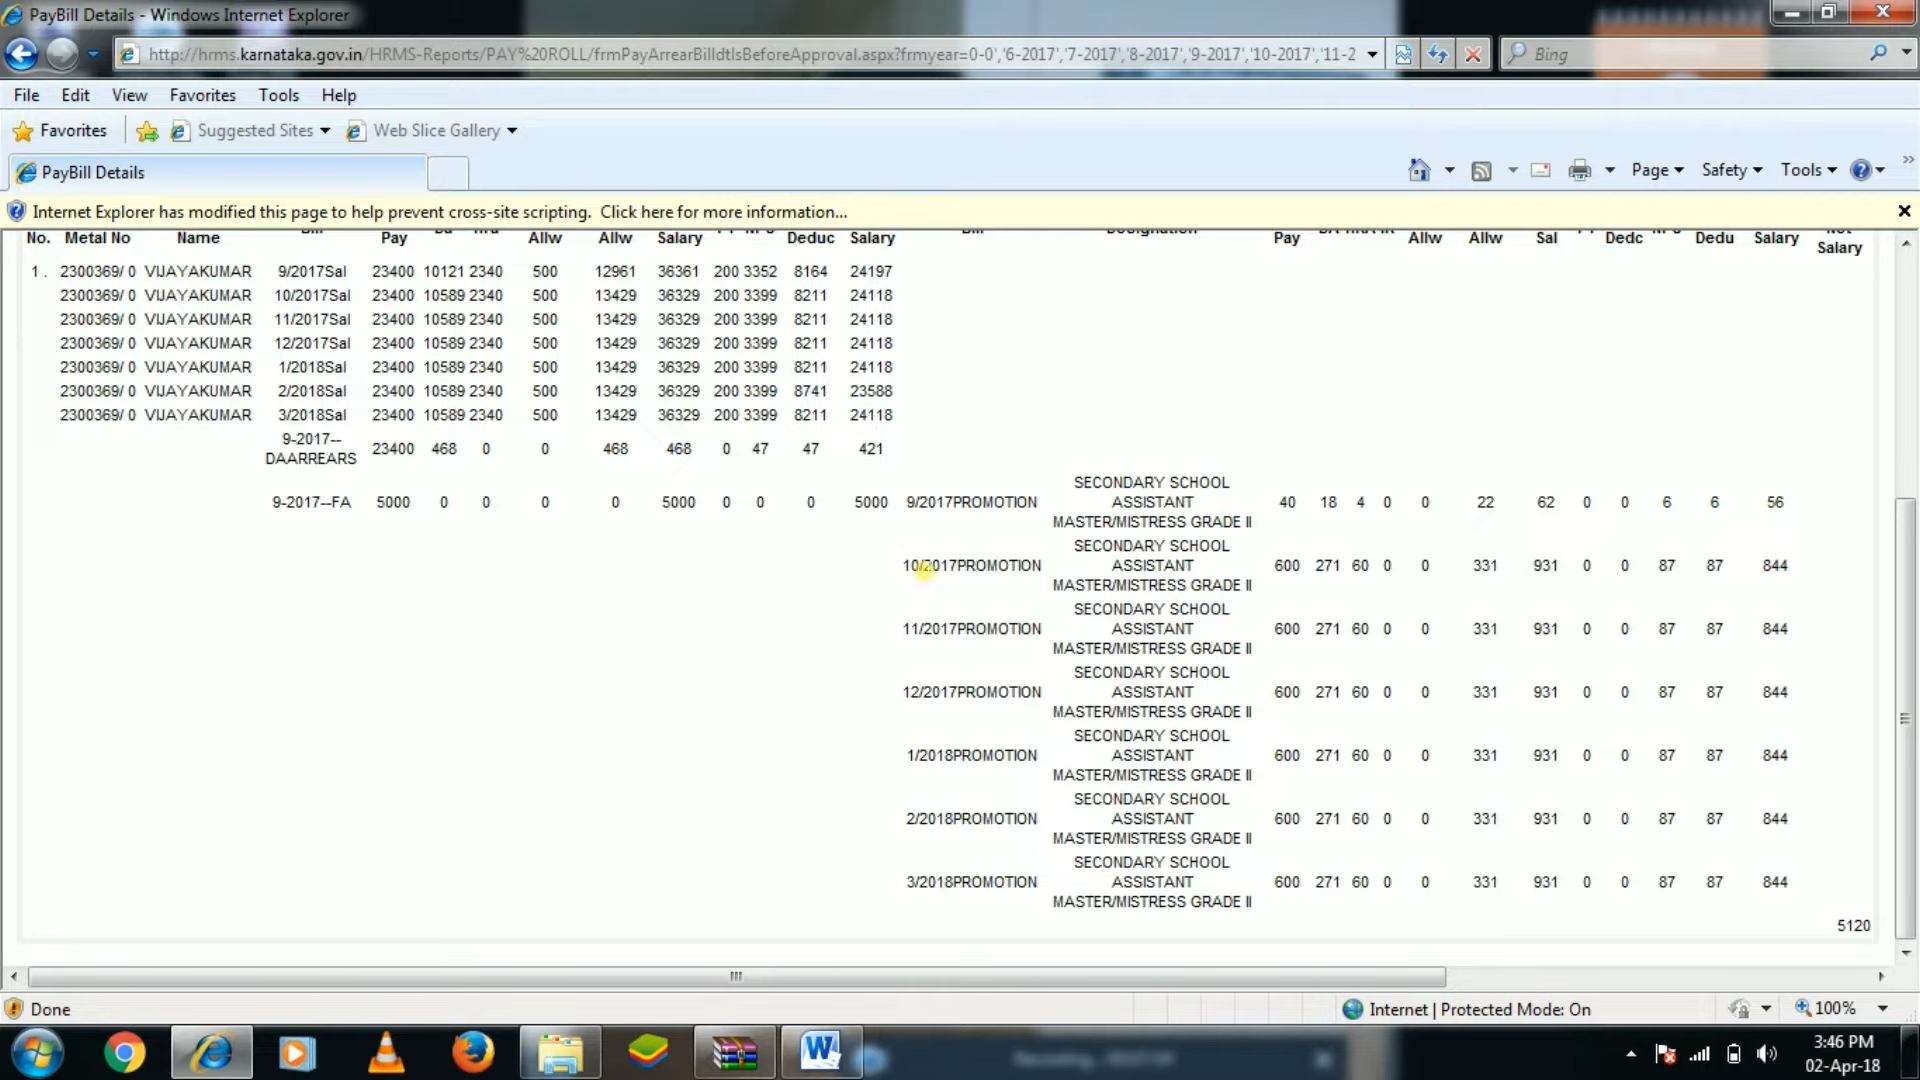 PayBill Details - Windows Internet Explorer
http://hrms.karnataka.gov.in/HRMS-Reports/PAY%20ROLL/frmPayArrearBilldtlsBeforeApproval.aspx?frmyear=0-0','6-2017','7-2017','8-2017','9-2017','10-2017','11-2
Bing
File Edit View Favorites Tools Help
Favorites Suggested Sites Web Slice Gallery
PayBill Details
Page Safety Tools
Internet Explorer has modified this page to help prevent cross-site scripting. Click here for more information...
No. Metal No Name Pay Allw Allw Salary Deduc Salary Pay Allw Allw Sal Dedc Dedu Salary Salary
1 . 2300369/ 0 VIJAYAKUMAR 9/2017Sal 23400 10121 2340 500 12961 36361 200 3352 8164 24197
2300369/ 0 VIJAYAKUMAR 10/2017Sal 23400 10589 2340 500 13429 36329 200 3399 8211 24118
2300369/ 0 VIJAYAKUMAR 11/2017Sal 23400 10589 2340 500 13429 36329 200 3399 8211 24118
2300369/ 0 VIJAYAKUMAR 12/2017Sal 23400 10589 2340 500 13429 36329 200 3399 8211 24118
2300369/ 0 VIJAYAKUMAR 1/2018Sal 23400 10589 2340 500 13429 36329 200 3399 8211 24118
2300369/ 0 VIJAYAKUMAR 2/2018Sal 23400 10589 2340 500 13429 36329 200 3399 8741 23588
2300369/ 0 VIJAYAKUMAR 3/2018Sal 23400 10589 2340 500 13429 36329 200 3399 8211 24118
9-2017--
DAARREARS 23400 468 0 0 468 468 0 47 47 421
SECONDARY SCHOOL
9-2017--FA 5000 0 0 0 0 5000 0 0 0 5000 9/2017PROMOTION ASSISTANT 40 18 4 0 0 22 62 0 0 6 6 56
MASTER/MISTRESS GRADE II
SECONDARY SCHOOL
10/2017PROMOTION ASSISTANT 600 271 60 0 0 331 931 0 0 87 87 844
MASTER/MISTRESS GRADE II
SECONDARY SCHOOL
11/2017PROMOTION ASSISTANT 600 271 60 0 0 331 931 0 0 87 87 844
MASTER/MISTRESS GRADE II
SECONDARY SCHOOL
12/2017PROMOTION ASSISTANT 600 271 60 0 0 331 931 0 0 87 87 844
MASTER/MISTRESS GRADE II
SECONDARY SCHOOL
1/2018PROMOTION ASSISTANT 600 271 60 0 0 331 931 0 0 87 87 844
MASTER/MISTRESS GRADE II
SECONDARY SCHOOL
2/2018PROMOTION ASSISTANT 600 271 60 0 0 331 931 0 0 87 87 844
MASTER/MISTRESS GRADE II
SECONDARY SCHOOL
3/2018PROMOTION ASSISTANT 600 271 60 0 0 331 931 0 0 87 87 844
MASTER/MISTRESS GRADE II
5120
Done Internet | Protected Mode: On 100%
3:46 PM
02-Apr-18